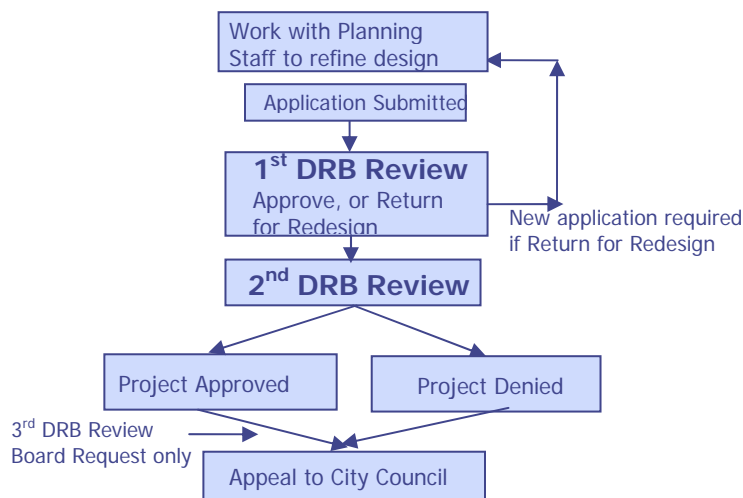 Work with Planning
Staff to refine design
Application Submitted
1st DRB Review
Approve, or Return
for Redesign
New application required
if Return for Redesign
2nd DRB Review
Project Approved
Project Denied
3rd DRB Review
Board Request only
Appeal to City Council